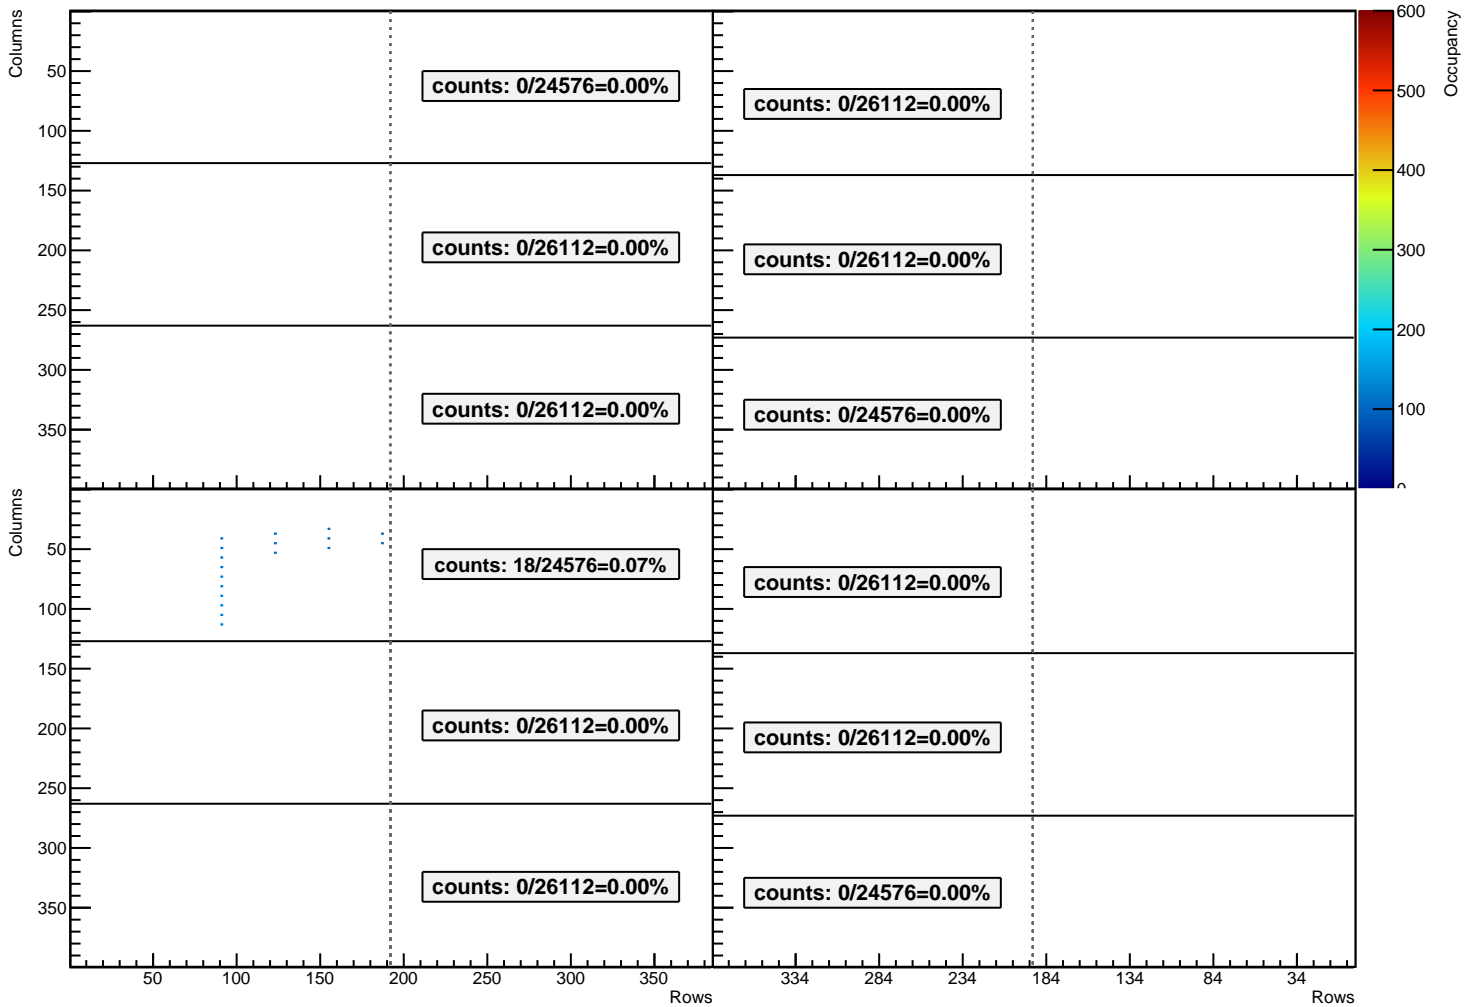 Columns
50
100
150
200
250
300
350
counts: 0/24576=0.00%
counts: 0/26112=0.00%
counts: 0/26112=0.00%
counts: 0/26112=0.00%
counts: 0/26112=0.00%
counts: 0/24576=0.00%
600
500
400
300
200
100
0
Occupancy
Columns
50
100
150
200
250
300
350
counts: 18/24576=0.07%
counts: 0/26112=0.00%
counts: 0/26112=0.00%
50 100 150 200 250 300 350
Rows
counts: 0/26112=0.00%
counts: 0/26112=0.00%
counts: 0/24576=0.00%
334 284 234 184 134 84 34
Rows